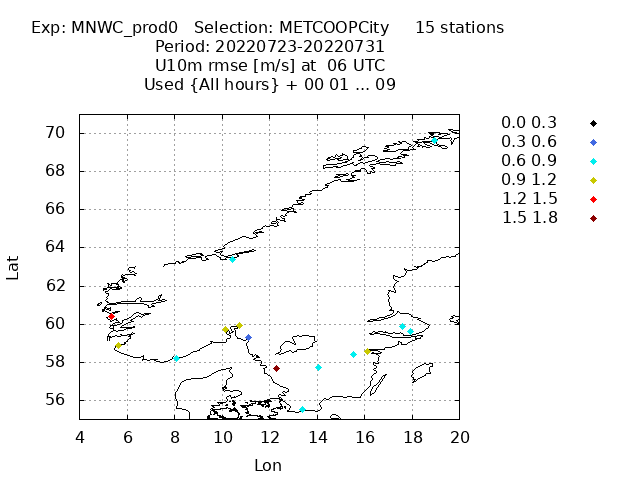 Exp: MNWC_prod0 Selection: METCOOPCity 15 stations
Period: 20220723-20220731
U10m rmse [m/s] at 06 UTC
Used {All hours} + 00 01 ... 09
0.0 0.3
0.3 0.6
0.6 0.9
0.9 1.2
1.2 1.5
1.5 1.8
70
68
66
64
62
60
58
56
Lat
4 6 8 10 12 14 16 18 20
Lon